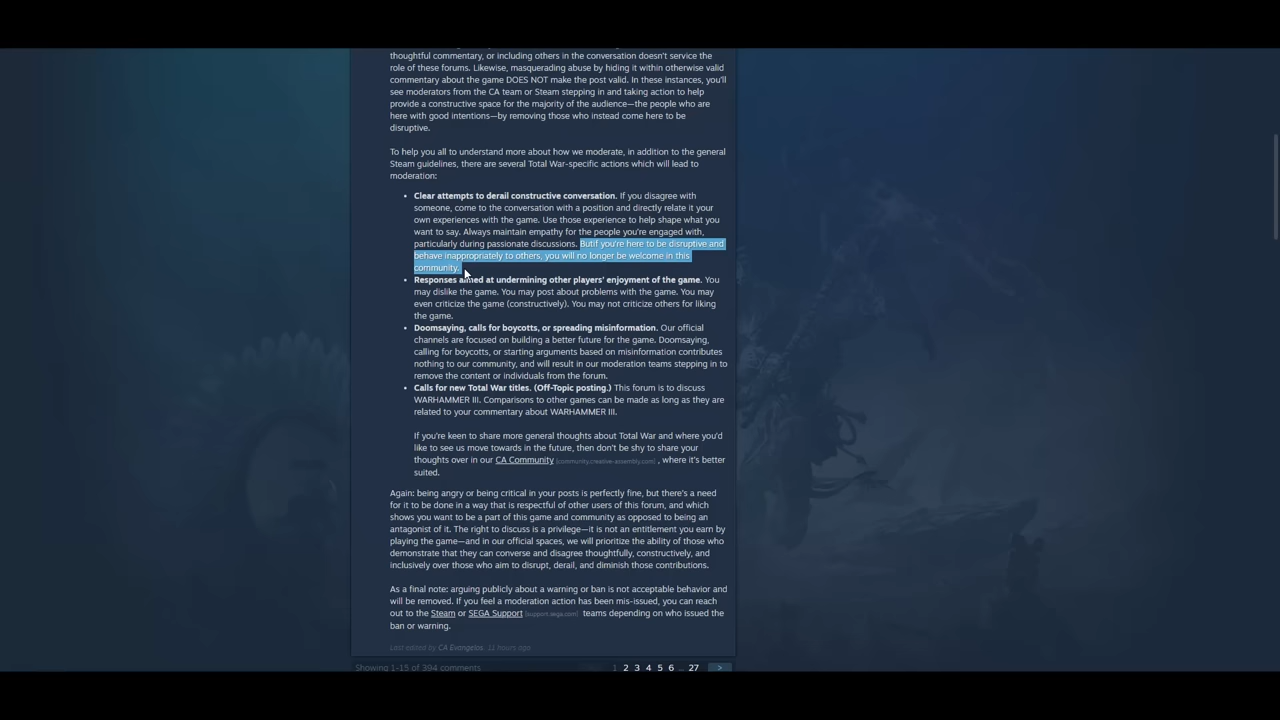 thoughtful commentary, or including others in the conversation doesn't service the
role of these forums. Likewise, masquerading abuse by hiding it within otherwise valid
commentary about the game DOES NOT make the post valid. In these instances, you'll
see moderators from the CA team or Steam stepping in and taking action to help
provide a constructive space for the majority of the audience—the people who are
here with good intentions—by removing those who instead come here to be
disruptive.
To help you all to understand more about how we moderate, in addition to the general
Steam guidelines, there are several Total War-specific actions which will lead to
moderation:
• Clear attempts to derail constructive conversation. If you disagree with
someone, come to the conversation with a position and directly relate it your
own experiences with the game. Use those experience to help shape what you
want to say. Always maintain empathy for the people you're engaged with,
particularly during passionate discussions. Butif you're here to be disruptive and
behave inappropriately to others, you will no longer be welcome in this
community.
• Responses aimed at undermining other players' enjoyment of the game. You
may dislike the game. You may post about problems with the game. You may
even criticize the game (constructively). You may not criticize others for liking
the game.
• Doomsaying, calls for boycotts, or spreading misinformation. Our official
channels are focused on building a better future for the game. Doomsaying,
calling for boycotts, or starting arguments based on misinformation contributes
nothing to our community, and will result in our moderation teams stepping in to
remove the content or individuals from the forum.
• Calls for new Total War titles. (Off-Topic posting.) This forum is to discuss
WARHAMMER III. Comparisons to other games can be made as long as they are
related to your commentary about WARHAMMER III.
If you're keen to share more general thoughts about Total War and where you'd
like to see us move towards in the future, then don't be shy to share your
thoughts over in our CA Community [community.creative-assembly.com] , where it's better
suited.
Again: being angry or being critical in your posts is perfectly fine, but there's a need
for it to be done in a way that is respectful of other users of this forum, and which
shows you want to be a part of this game and community as opposed to being an
antagonist of it. The right to discuss is a privilege—it is not an entitlement you earn by
playing the game—and in our official spaces, we will prioritize the ability of those who
demonstrate that they can converse and disagree thoughtfully, constructively, and
inclusively over those who aim to disrupt, derail, and diminish those contributions.
As a final note: arguing publicly about a warning or ban is not acceptable behavior and
will be removed. If you feel a moderation action has been mis-issued, you can reach
out to the Steam or SEGA Support [support.sega.com] teams depending on who issued the
ban or warning.
Last edited by CA Evangelos; 11 hours ago
Showing 1-15 of 394 comments 1 2 3 4 5 6 ... 27 >